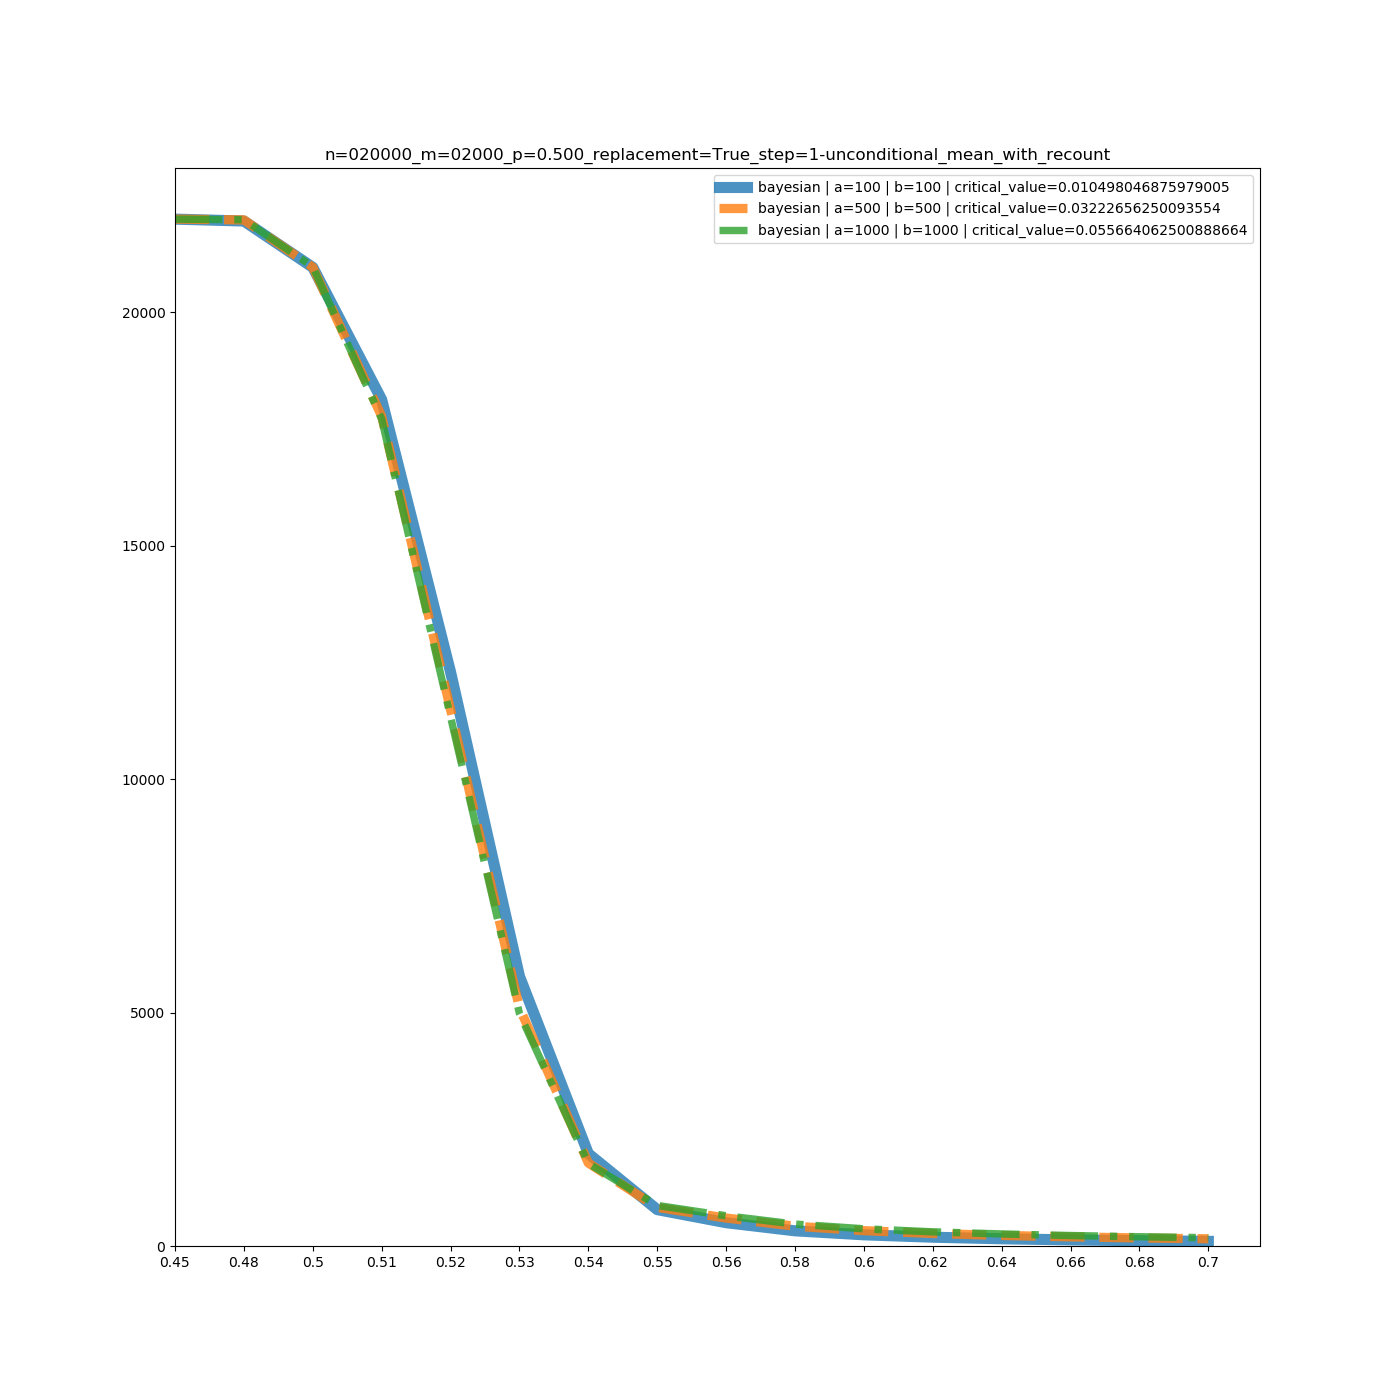 n=020000_m=02000_p=0.500_replacement=True_step=1-unconditional_mean_with_recount
bayesian | a=100 | b=100 | critical_value=0.010498046875979005
bayesian | a=500 | b=500 | critical_value=0.03222656250093554
bayesian | a=1000 | b=1000 | critical_value=0.055664062500888664
20000
15000
10000
5000
0
0.45 0.48 0.5 0.51 0.52 0.53 0.54 0.55 0.56 0.58 0.6 0.62 0.64 0.66 0.68 0.7